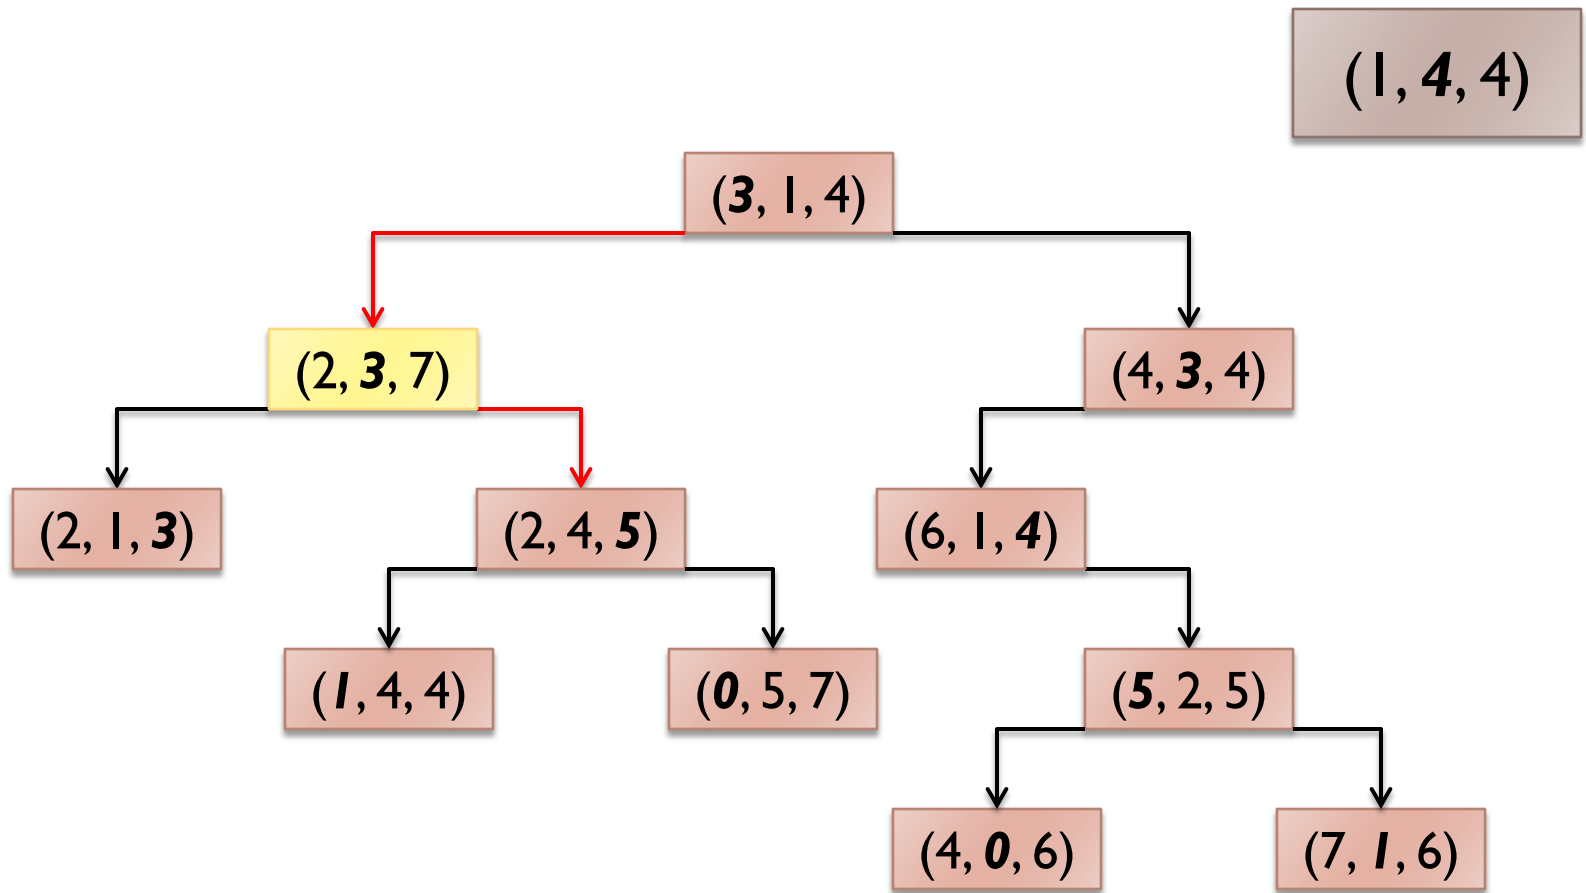 (1, 4, 4)
(3, 1, 4)
(2, 3, 7)
(4, 3, 4)
(2, 1, 3)
(2, 4, 5)
(6, 1, 4)
(1, 4, 4)
(0, 5, 7)
(5, 2, 5)
(4, 0, 6)
(7, 1, 6)